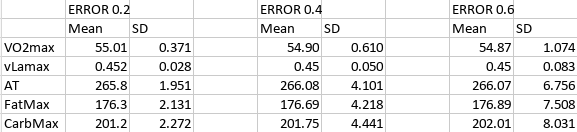 ERROR 0.2 ERROR 0.4 ERROR 0.6
Mean SD Mean SD Mean SD
VO2max 55.01 0.371 54.90 0.610 54.87 1.074
vLamax 0.452 0.028 0.45 0.050 0.45 0.083
AT 265.8 1.951 266.08 4.101 266.07 6.756
FatMax 176.3 2.131 176.69 4.218 176.89 7.508
CarbMax 201.2 2.272 201.75 4.441 202.01 8.031